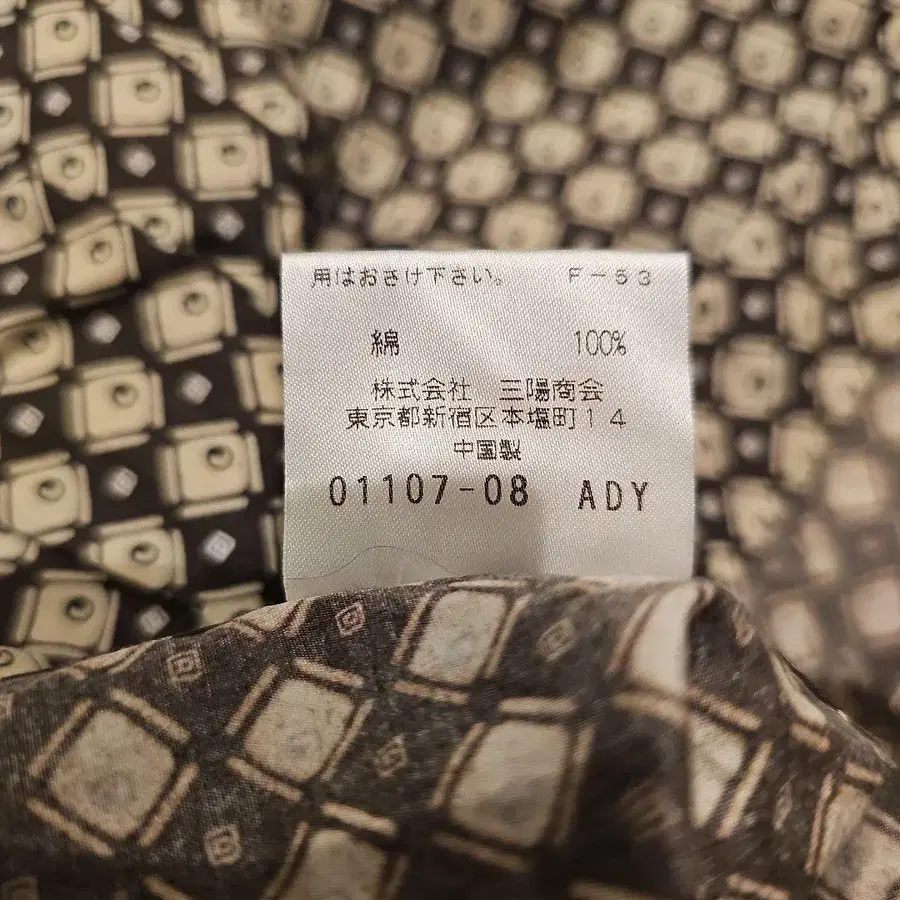 用はおさけ下さい。 F-53
綿 100%
株式会社 三陽商会
東京都新宿区本塩町14
中国製
01107-08 ADY